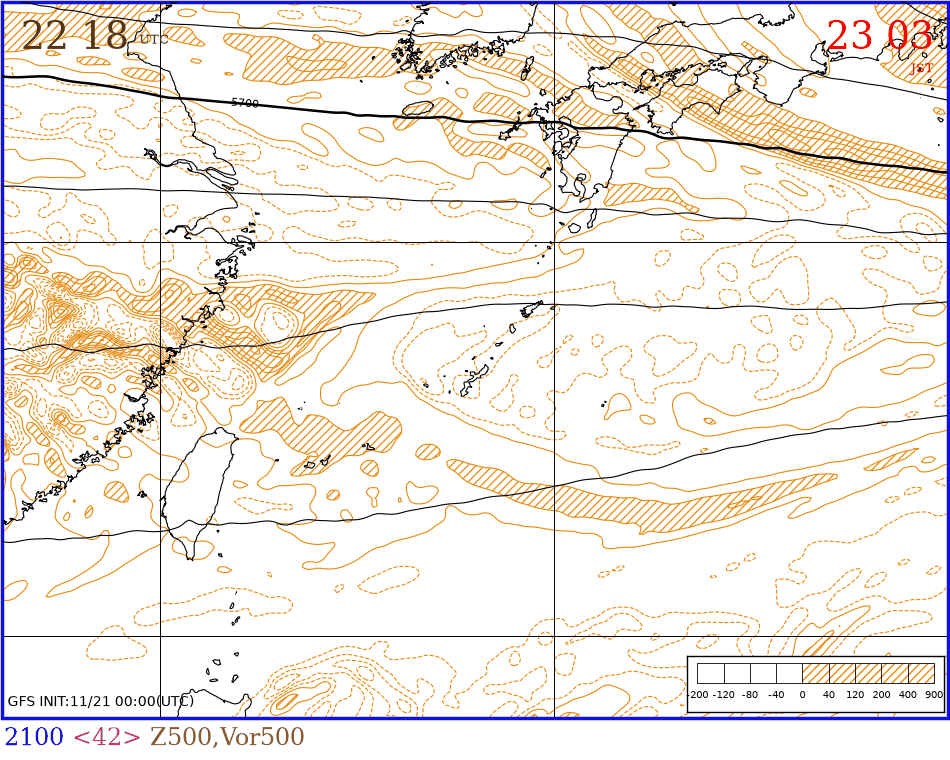 22 18 UTC
23 03
JST
5700
-200 -120 -80 -40 0 40 120 200 400 900
GFS INIT:11/21 00:00(UTC)
2100 <42> Z500,Vor500